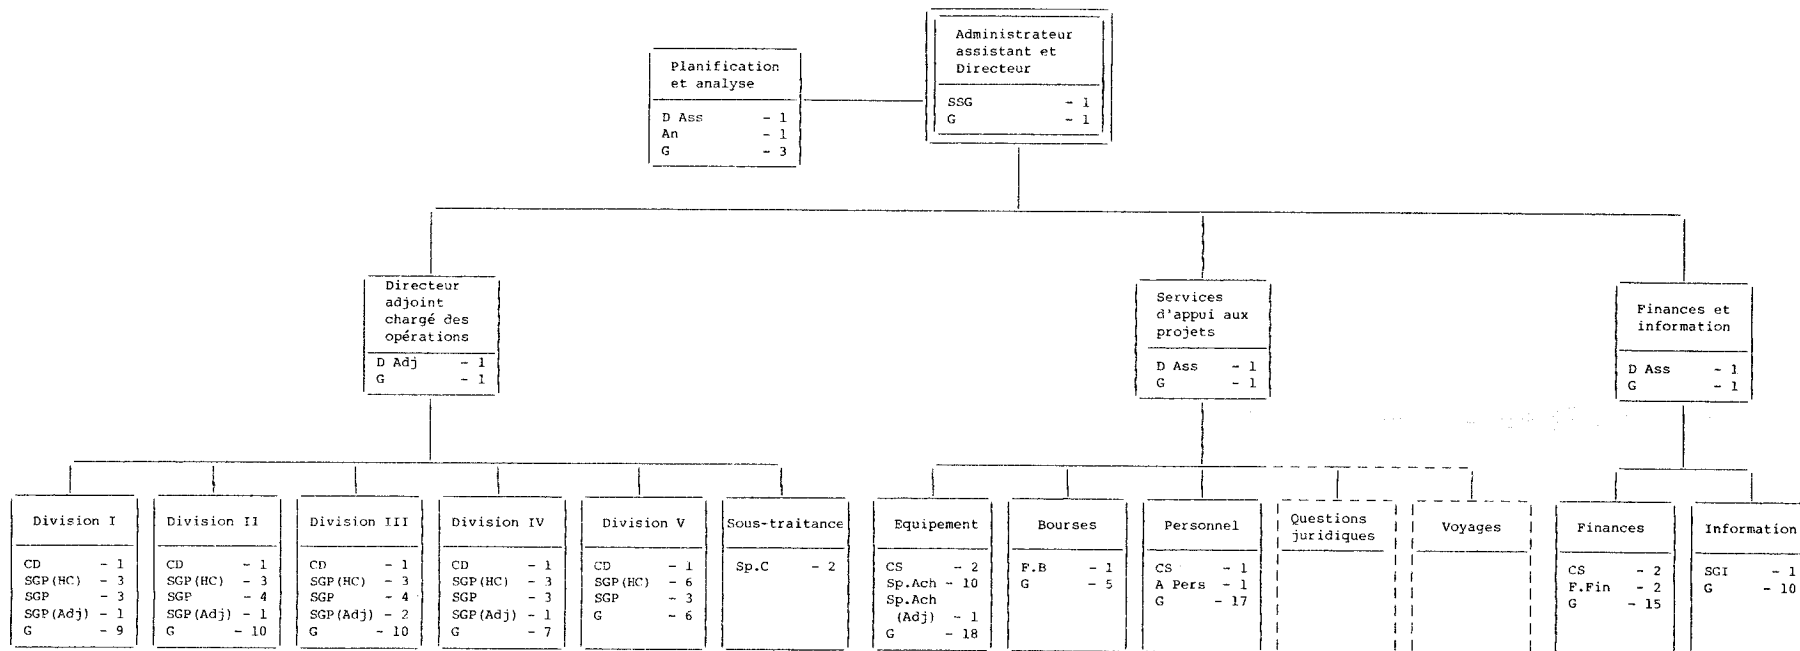 Administrateur
assistant et
Directeur
SSG - 1
G - 1
Planification
et analyse
D Ass - 1
An - 1
G - 3
Directeur
adjoint
chargé des
opérations
D Adj - 1
G - 1
Services
d'appui aux
projets
D Ass - 1
G - 1
Finances et
information
D Ass - 1
G - 1
Division I
CD - 1
SGP(HC) - 3
SGP - 3
SGP(Adj) - 1
G - 9
Division II
CD - 1
SGP(HC) - 3
SGP - 4
SGP(Adj) - 1
G - 10
Division III
CD - 1
SGP(HC) - 3
SGP - 4
SGP(Adj) - 2
G - 10
Division IV
CD - 1
SGP(HC) - 3
SGP - 3
SGP(Adj) - 1
G - 7
Division V
CD - 1
SGP(HC) - 6
SGP - 3
G - 6
Sous-traitance
Sp.C - 2
Equipement
CS - 2
Sp.Ach - 10
Sp.Ach
(Adj) - 1
G - 18
Bourses
F.B - 1
G - 5
Personnel
CS - 1
A Pers - 1
G - 17
Questions
juridiques
Voyages
Finances
CS - 2
F.Fin - 2
G - 15
Information
SGI - 1
G - 10